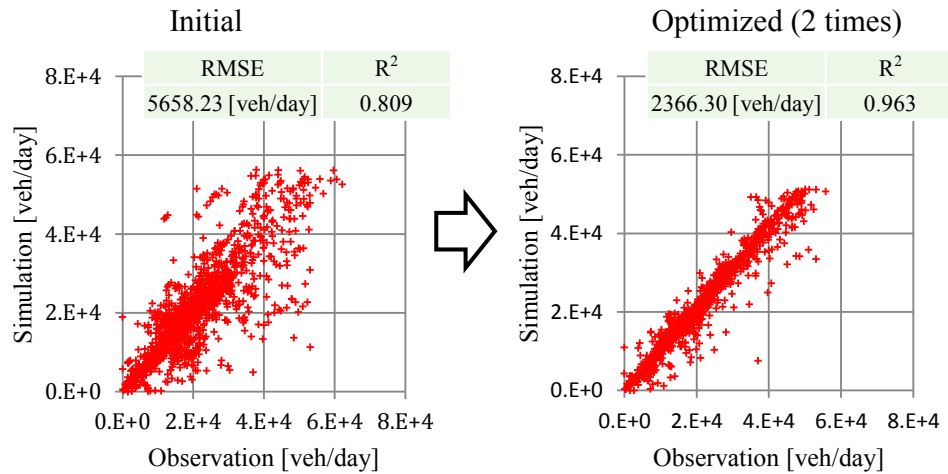 Initial
RMSE R²
5658.23 [veh/day] 0.809
8.E+4
6.E+4
4.E+4
2.E+4
0.E+0
Simulation [veh/day]
0.E+0 2.E+4 4.E+4 6.E+4 8.E+4
Observation [veh/day]
Optimized (2 times)
RMSE R²
2366.30 [veh/day] 0.963
8.E+4
6.E+4
4.E+4
2.E+4
0.E+0
Simulation [veh/day]
0.E+0 2.E+4 4.E+4 6.E+4 8.E+4
Observation [veh/day]